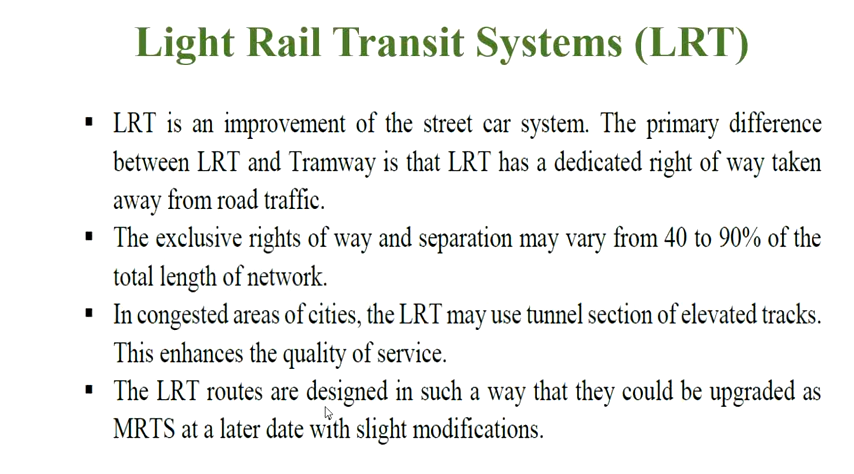 Light Rail Transit Systems (LRT)
▪ LRT is an improvement of the street car system. The primary difference
between LRT and Tramway is that LRT has a dedicated right of way taken
away from road traffic.
▪ The exclusive rights of way and separation may vary from 40 to 90% of the
total length of network.
▪ In congested areas of cities, the LRT may use tunnel section of elevated tracks.
This enhances the quality of service.
▪ The LRT routes are designed in such a way that they could be upgraded as
MRTS at a later date with slight modifications.